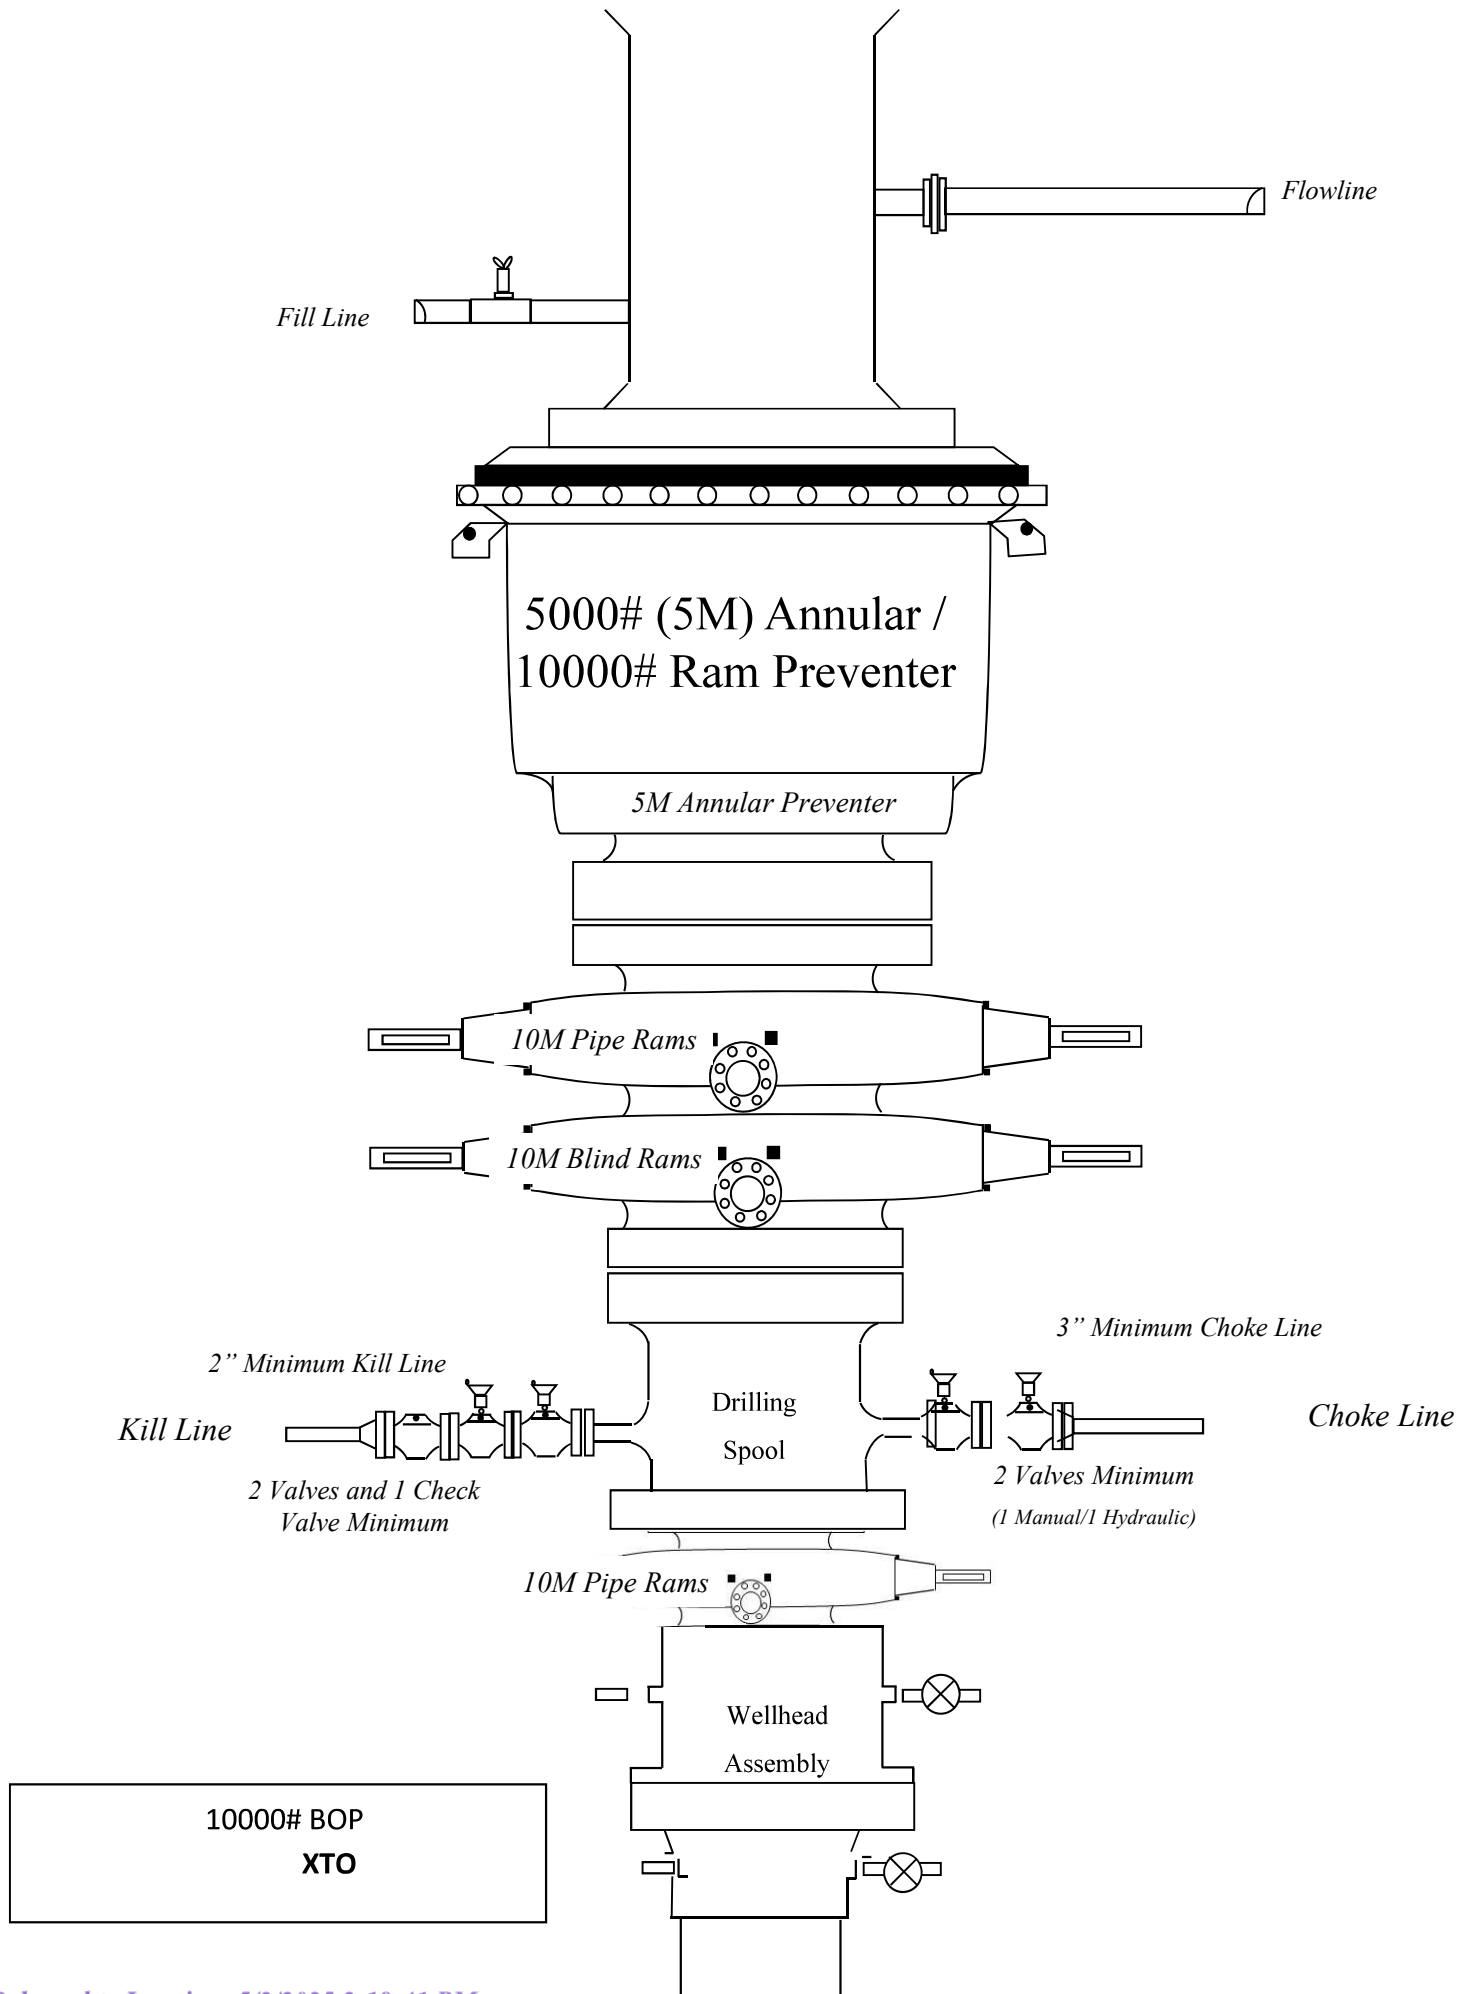 Flowline
Fill Line
5000# (5M) Annular /
10000# Ram Preventer
5M Annular Preventer
10M Pipe Rams
10M Blind Rams
3” Minimum Choke Line
2” Minimum Kill Line
Drilling
Spool
Kill Line
Choke Line
2 Valves and 1 Check
Valve Minimum
2 Valves Minimum
(1 Manual/1 Hydraulic)
10M Pipe Rams
Wellhead
Assembly
10000# BOP
XTO